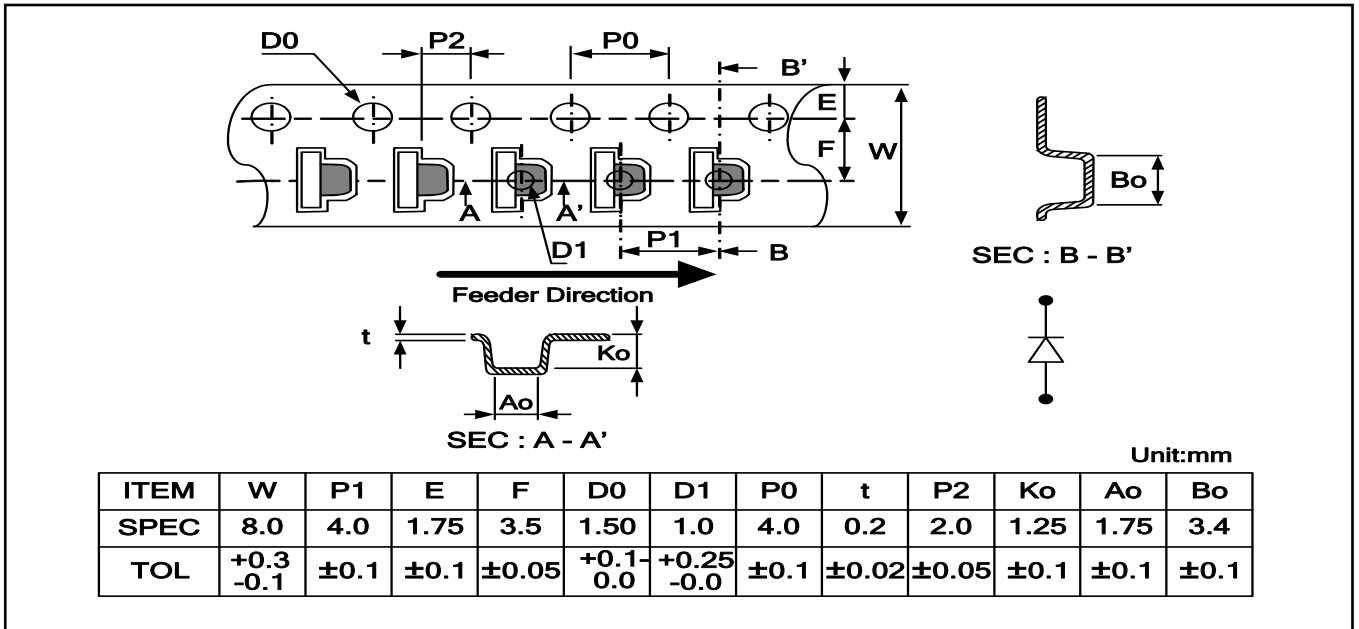 D0 P2 P0 B'
E
F W
A A'
D1 P1 B
Feeder Direction
Bo
SEC : B - B'
t Ko
Ao
SEC : A - A'
Unit:mm
ITEM W P1 E F D0 D1 P0 t P2 Ko Ao Bo
SPEC 8.0 4.0 1.75 3.5 1.50 1.0 4.0 0.2 2.0 1.25 1.75 3.4
TOL +0.3 -0.1 ±0.1 ±0.1 ±0.05 +0.1- 0.0 +0.25 -0.0 ±0.1 ±0.02 ±0.05 ±0.1 ±0.1 ±0.1